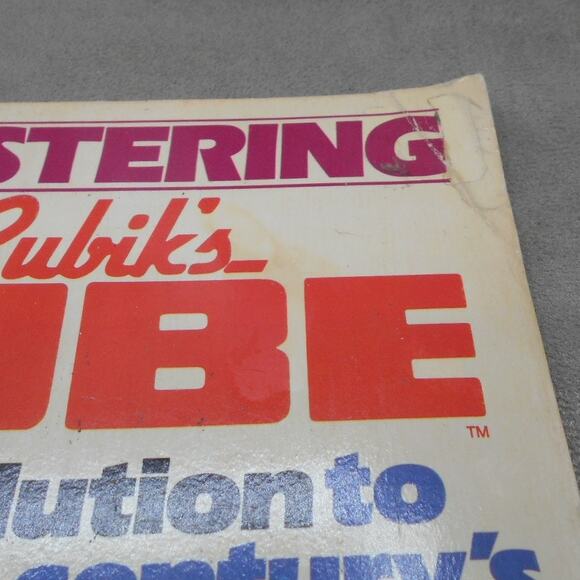 STERING
Rubik's
UBE
TM
lution to
century's